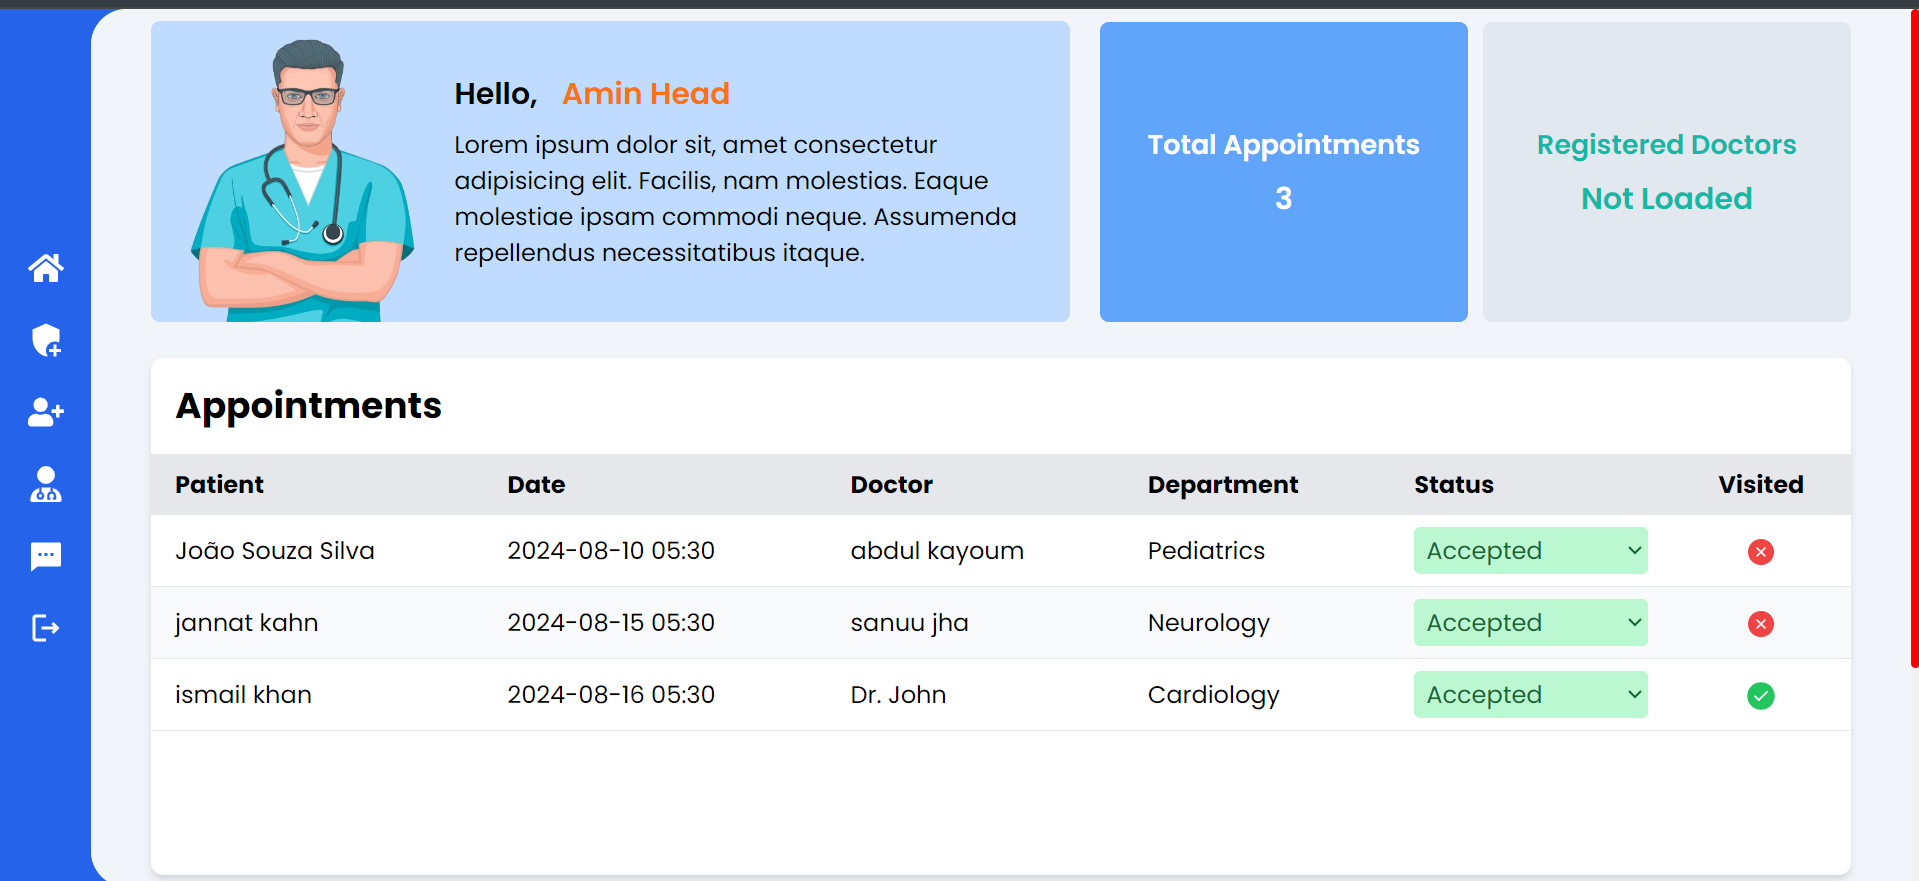 Hello, Amin Head
Lorem ipsum dolor sit, amet consectetur
adipisicing elit. Facilis, nam molestias. Eaque
molestiae ipsam commodi neque. Assumenda
repellendus necessitatibus itaque.
Total Appointments
3
Registered Doctors
Not Loaded
Appointments
Patient Date Doctor Department Status Visited
João Souza Silva 2024-08-10 05:30 abdul kayoum Pediatrics Accepted
jannat kahn 2024-08-15 05:30 sanuu jha Neurology Accepted
ismail khan 2024-08-16 05:30 Dr. John Cardiology Accepted